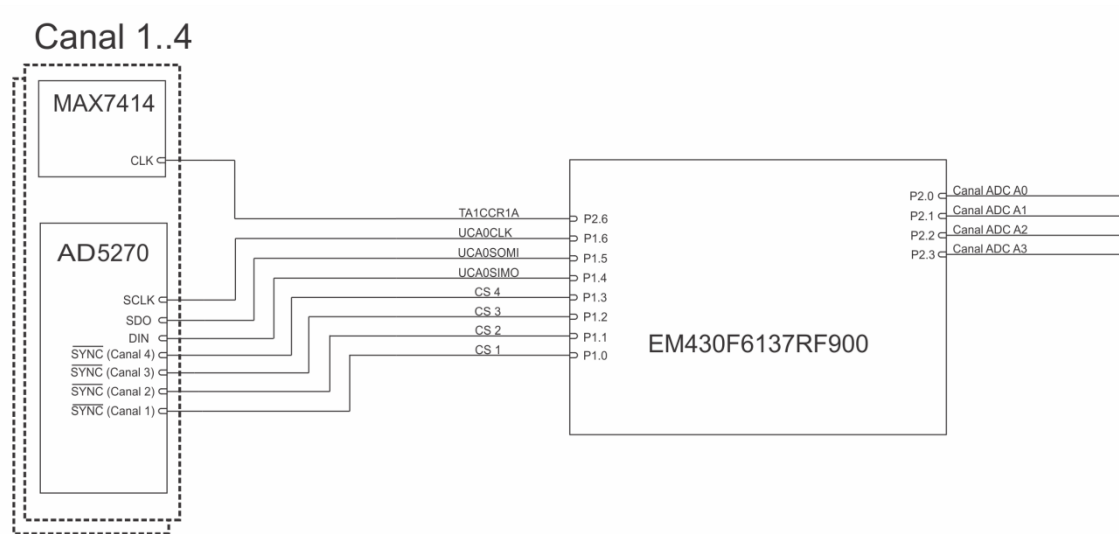 Canal 1..4
MAX7414
CLK
AD5270
SCLK
SDO
DIN
SYNC (Canal 4)
SYNC (Canal 3)
SYNC (Canal 2)
SYNC (Canal 1)
TA1CCR1A
UCA0CLK
UCA0SOMI
UCA0SIMO
CS 4
CS 3
CS 2
CS 1
P2.6
P1.6
P1.5
P1.4
P1.3
P1.2
P1.1
P1.0
EM430F6137RF900
P2.0 Canal ADC A0
P2.1 Canal ADC A1
P2.2 Canal ADC A2
P2.3 Canal ADC A3